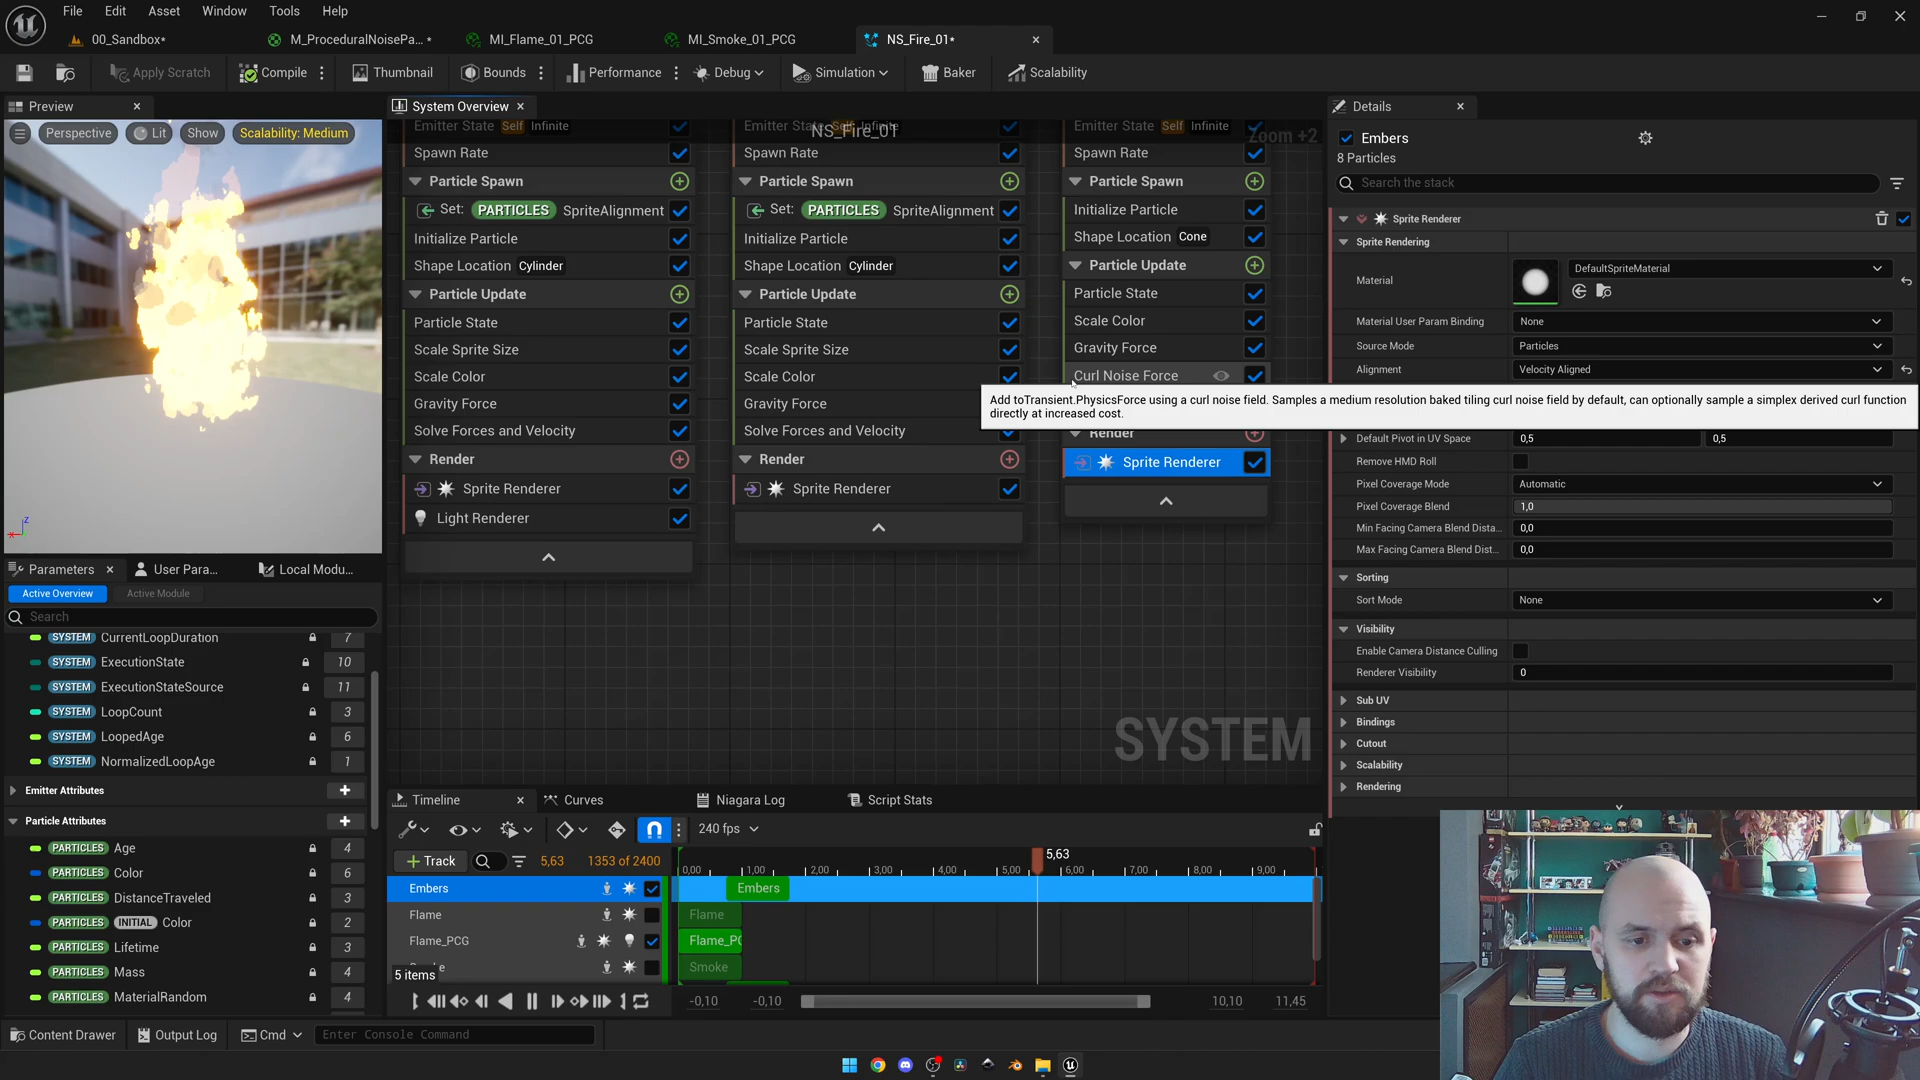 File Edit Asset Window Tools Help
00_Sandbox* M_ProceduralNoisePa... * MI_Flame_01_PCG MI_Smoke_01_PCG NS_Fire_01*
Apply Scratch Compile Thumbnail Bounds Performance Debug Simulation Baker Scalability
Preview
Perspective Lit Show Scalability: Medium
z
x
System Overview
NS_Fire_01
Zoom +2
Emitter State Self Infinite
Spawn Rate
Particle Spawn
Set: PARTICLES SpriteAlignment
Initialize Particle
Shape Location Cylinder
Particle Update
Particle State
Scale Sprite Size
Scale Color
Gravity Force
Solve Forces and Velocity
Render
Sprite Renderer
Light Renderer
Emitter State Self Infinite
Spawn Rate
Particle Spawn
Set: PARTICLES SpriteAlignment
Initialize Particle
Shape Location Cylinder
Particle Update
Particle State
Scale Sprite Size
Scale Color
Gravity Force
Solve Forces and Velocity
Render
Sprite Renderer
Emitter State Self Infinite
Spawn Rate
Particle Spawn
Initialize Particle
Shape Location Cone
Particle Update
Particle State
Scale Color
Gravity Force
Curl Noise Force
Add toTransient.PhysicsForce using a curl noise field. Samples a medium resolution baked tiling curl noise field by default, can optionally sample a simplex derived curl function
directly at increased cost.
Render
Sprite Renderer
SYSTEM
Details
Embers
8 Particles
Search the stack
Sprite Renderer
Sprite Rendering
Material DefaultSpriteMaterial
Material User Param Binding None
Source Mode Particles
Alignment Velocity Aligned
Default Pivot in UV Space 0,5 0,5
Remove HMD Roll
Pixel Coverage Mode Automatic
Pixel Coverage Blend 1,0
Min Facing Camera Blend Dista... 0,0
Max Facing Camera Blend Dist... 0,0
Sorting
Sort Mode None
Visibility
Enable Camera Distance Culling
Renderer Visibility 0
Sub UV
Bindings
Cutout
Scalability
Rendering
Parameters User Para... Local Modu...
Active Overview Active Module
Search
SYSTEM CurrentLoopDuration 7
SYSTEM ExecutionState 10
SYSTEM ExecutionStateSource 11
SYSTEM LoopCount 3
SYSTEM LoopedAge 6
SYSTEM NormalizedLoopAge 1
Emitter Attributes
Particle Attributes
PARTICLES Age 4
PARTICLES Color 6
PARTICLES DistanceTraveled 3
PARTICLES INITIAL Color 2
PARTICLES Lifetime 3
PARTICLES Mass 4
PARTICLES MaterialRandom 4
Timeline Curves Niagara Log Script Stats
240 fps
Track 5,63 1353 of 2400
0,00 1,00 2,00 3,00 4,00 5,00 5,63 6,00 7,00 8,00 9,00
Embers Embers
Flame Flame
Flame_PCG Flame_PC
Smoke
5 items
-0,10 -0,10 10,10 11,45
Content Drawer Output Log Cmd Enter Console Command